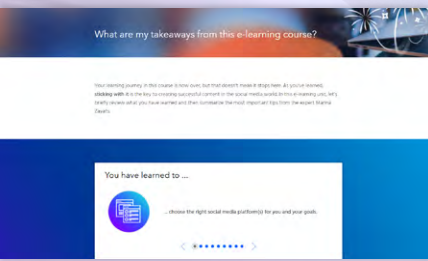 What are my takeaways from this e-learning course?
Your learning journey in this course is now over, but that doesn't mean it stops here. As you've learned,
clicking with it is the key to creating successful content in the social media world. In this e-learning unit, let's
briefly review what you have learned and then summarize the most important tips from the expert
You have learned to ...
... choose the right social media platform(s) for you and your goals.